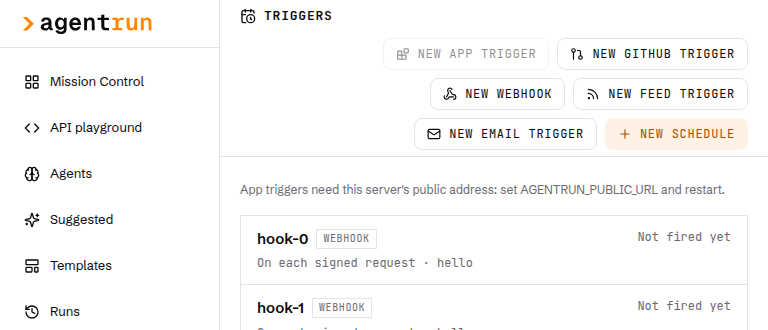 agentrun
Mission Control
API playground
Agents
Suggested
Templates
Runs
TRIGGERS
NEW APP TRIGGER
NEW GITHUB TRIGGER
NEW WEBHOOK
NEW FEED TRIGGER
NEW EMAIL TRIGGER
+ NEW SCHEDULE
App triggers need this server's public address: set AGENTRUN_PUBLIC_URL and restart.
hook-0 WEBHOOK Not fired yet
On each signed request · hello
hook-1 WEBHOOK Not fired yet